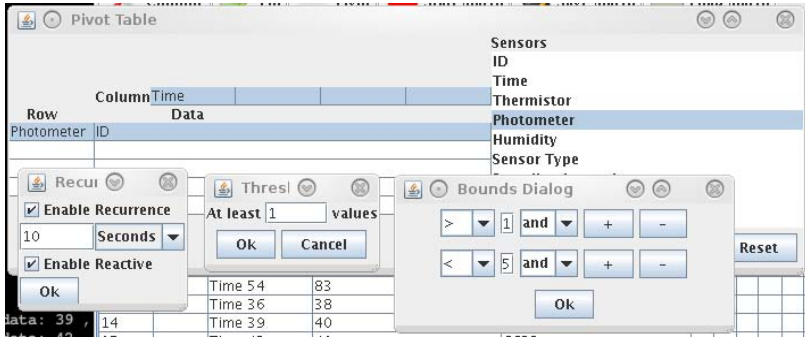 Pivot Table
Sensors
ID
Time
Column Time
Thermistor
Row Data
Photometer
Photometer ID
Humidity
Sensor Type
Recur
Thresl
Bounds Dialog
Enable Recurrence
At least 1 values
> 1 and + -
10 Seconds
Ok Cancel
Reset
Enable Reactive
< 5 and + -
Ok
Ok
Time 54 83
Time 36 38
data: 39 , 14 Time 39 40